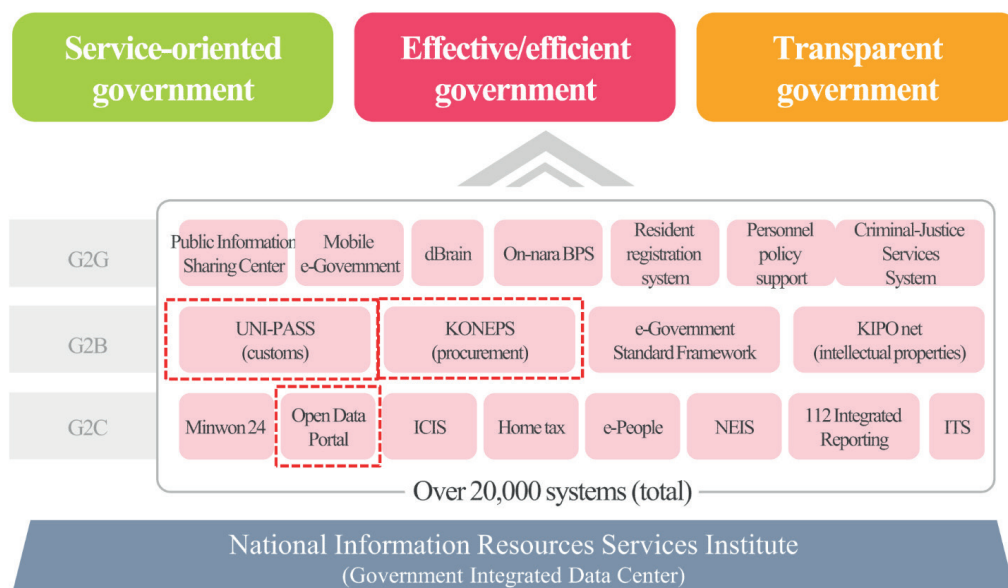 Service-oriented
government
Effective/efficient
government
Transparent
government
G2G
Public Information
Sharing Center
Mobile
e-Government
dBrain
On-nara BPS
Resident
registration
system
Personnel
policy
support
Criminal-Justice
Services
System
G2B
UNI-PASS
(customs)
KONEPS
(procurement)
e-Government
Standard Framework
KIPO net
(intellectual properties)
G2C
Minwon 24
Open Data
Portal
ICIS
Home tax
e-People
NEIS
112 Integrated
Reporting
ITS
Over 20,000 systems (total)
National Information Resources Services Institute
(Government Integrated Data Center)